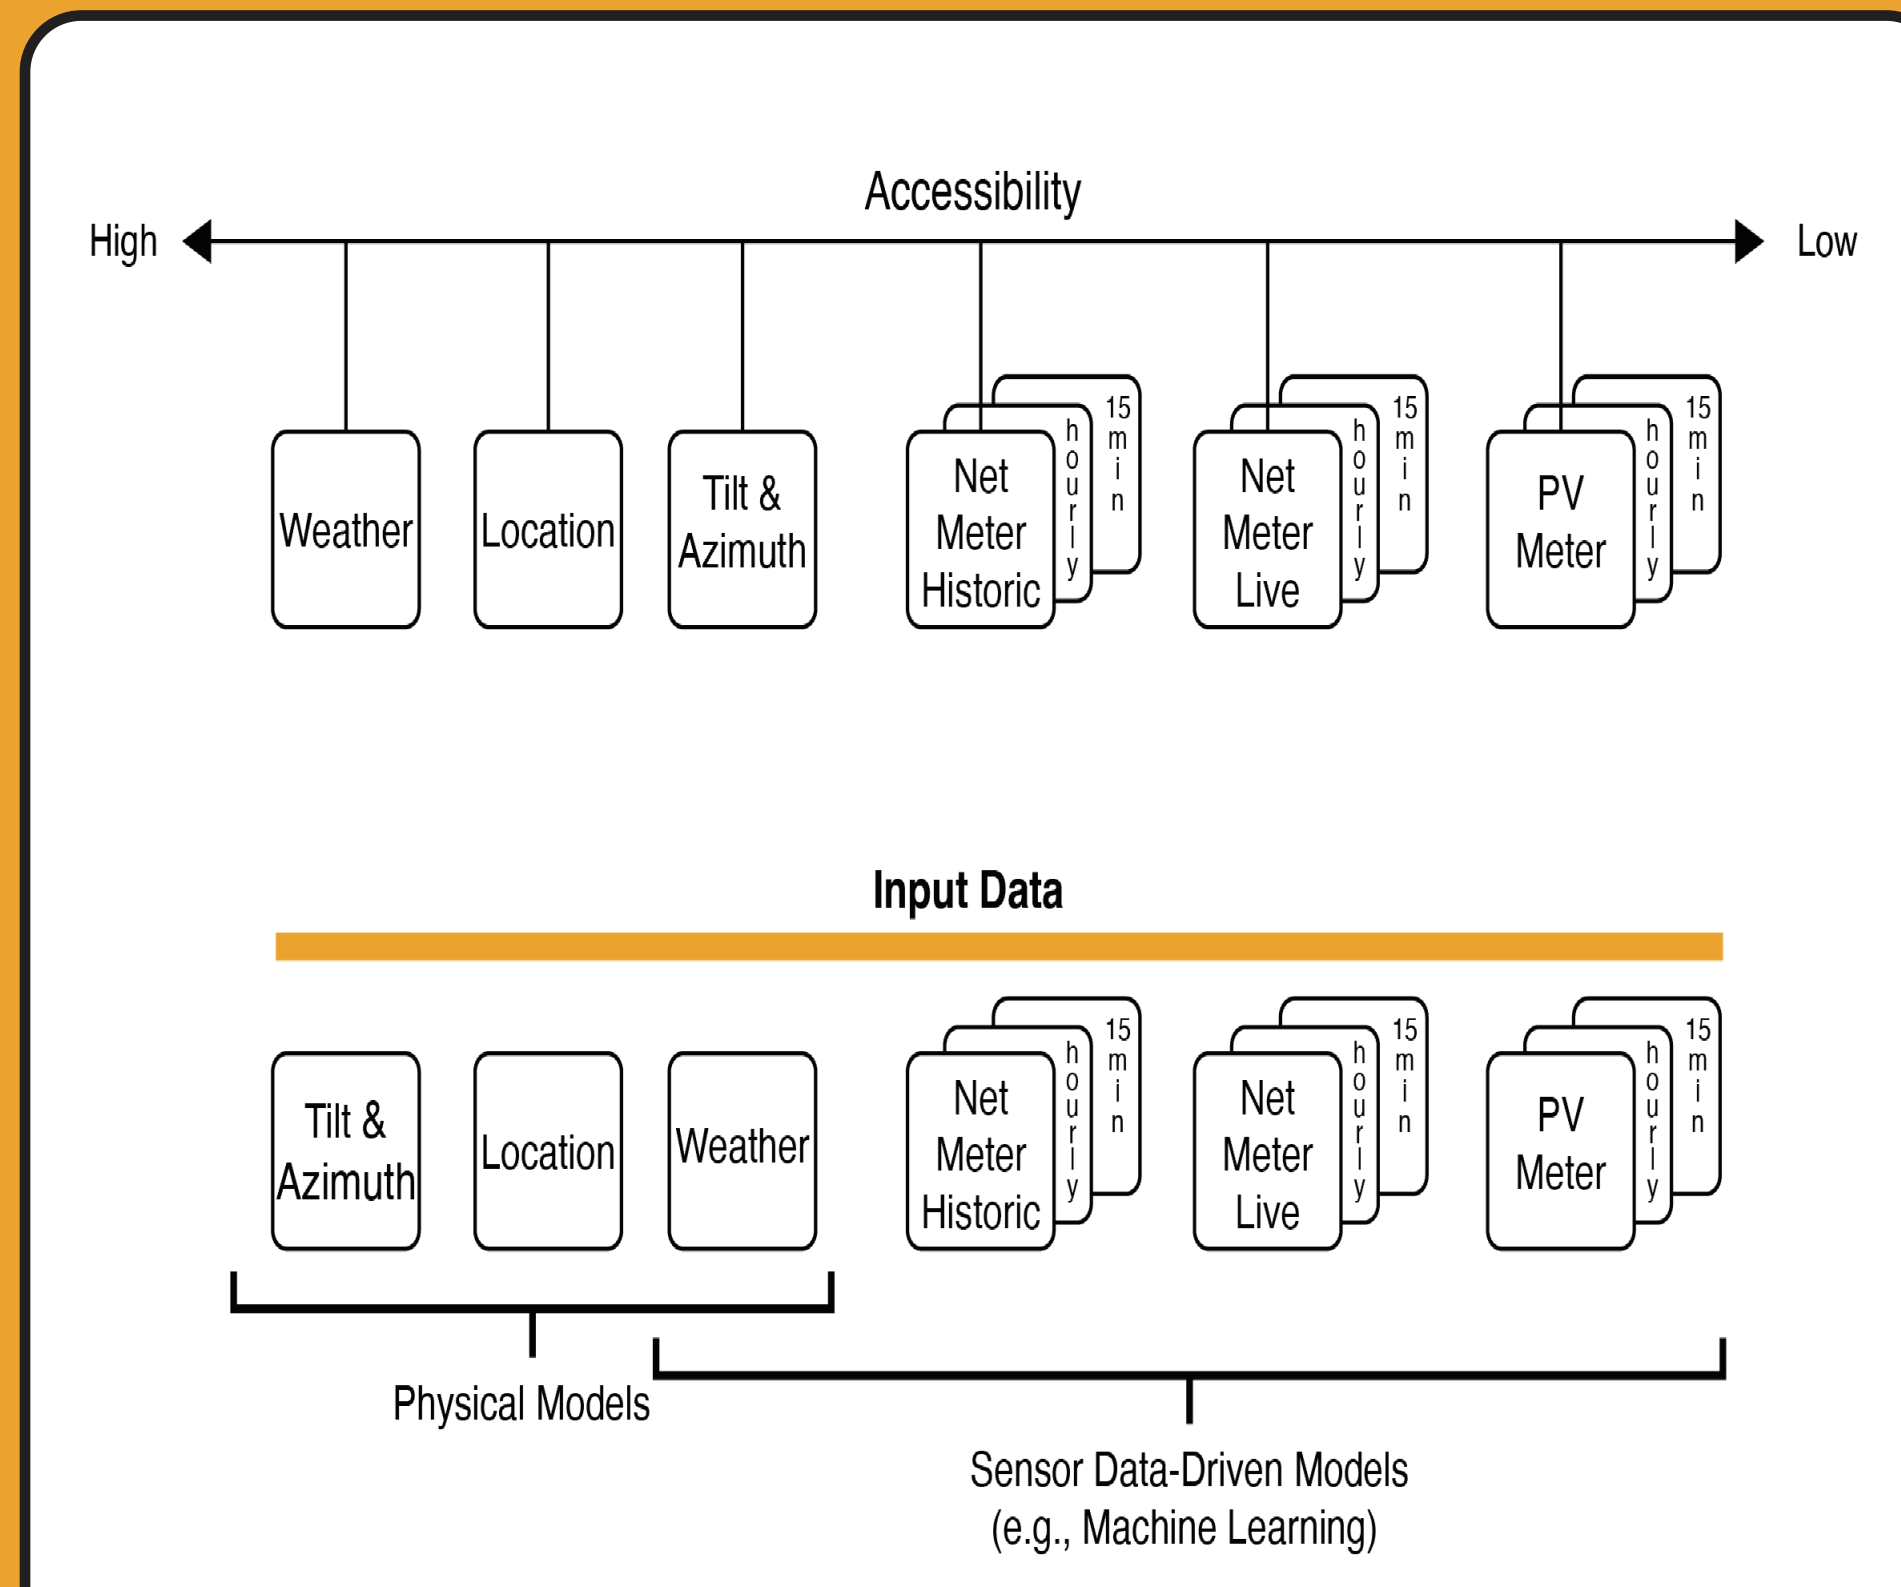 Accessibility
High
Low
Weather
Location
Tilt &
Azimuth
Net
Meter
Historic
hourly
15
min
Net
Meter
Live
hourly
15
min
PV
Meter
hourly
15
min
Input Data
Tilt &
Azimuth
Location
Weather
Net
Meter
Historic
hourly
15
min
Net
Meter
Live
hourly
15
min
PV
Meter
hourly
15
min
Physical Models
Sensor Data-Driven Models
(e.g., Machine Learning)